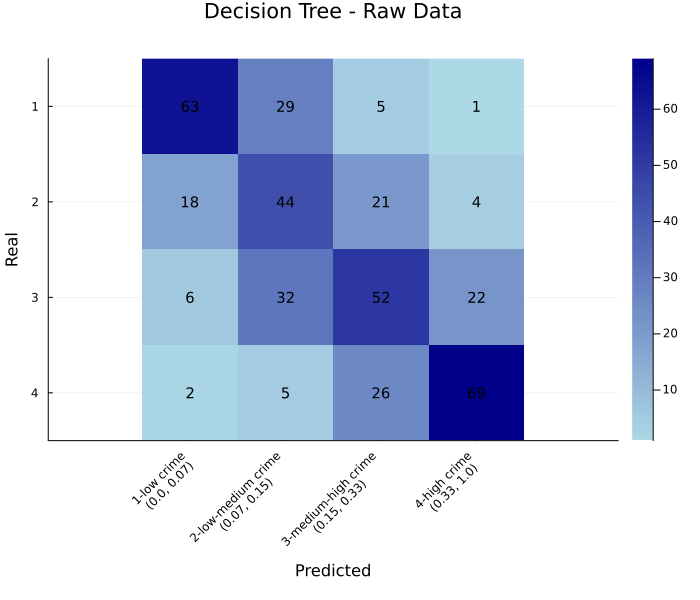 Decision Tree - Raw Data
1 63 29 5 1
2 18 44 21 4
3 6 32 52 22
4 2 5 26 69
Real
60
50
40
30
20
10
1-low crime
(0.0, 0.07)
2-low-medium crime
(0.07, 0.15)
3-medium-high crime
(0.15, 0.33)
4-high crime
(0.33, 1.0)
Predicted